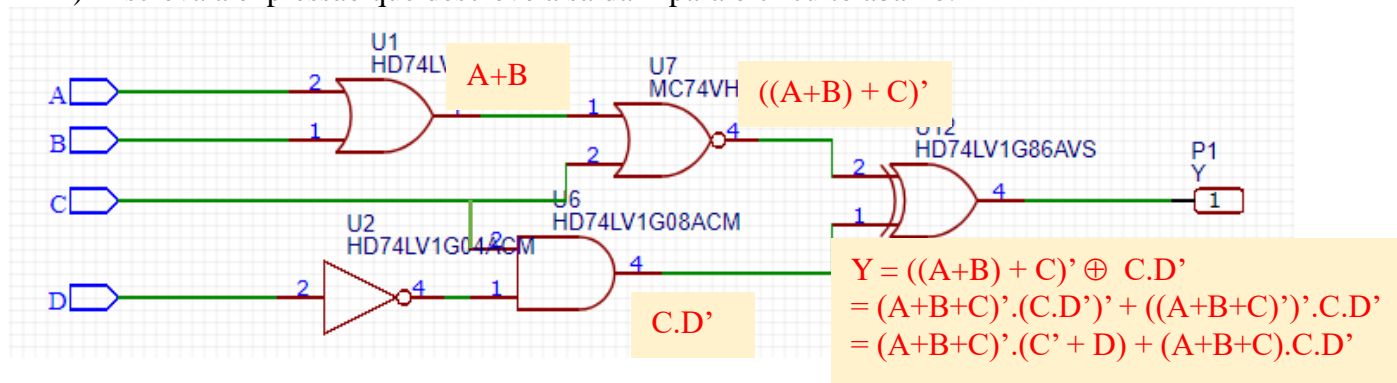 U1
HD74LV
A+B
U7
MC74VH
((A+B) + C)’
A
2
1
B
1
4
2
U12
HD74LV1G86AVS
P1
Y
2
4
1
1
C
U6
HD74LV1G08ACM
U2
HD74LV1G04ACM
2
4
1
D
2
4
C.D’
Y = ((A+B) + C)’ ⊕ C.D’
= (A+B+C)’.(C.D’)’ + ((A+B+C)’)’.C.D’
= (A+B+C)’.(C’ + D) + (A+B+C).C.D’